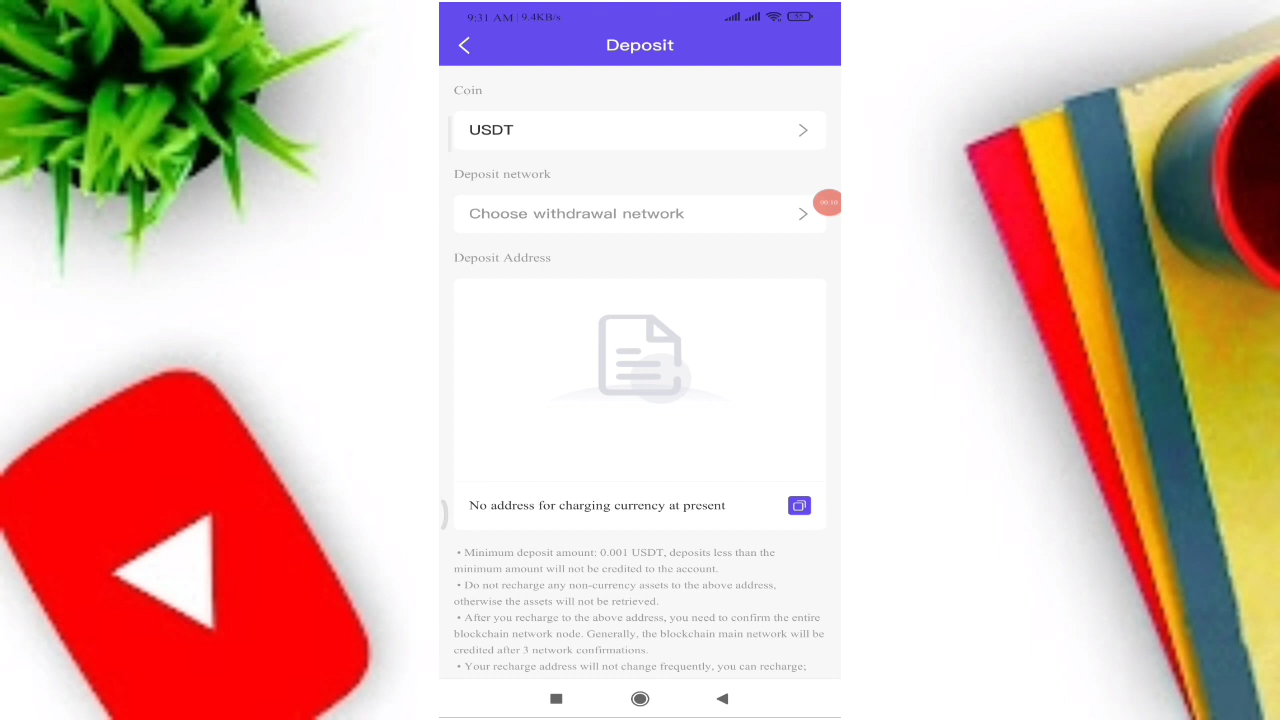 9:31 AM | 9.4KB/s
Deposit
Coin
USDT
Deposit network
Choose withdrawal network
00:10
Deposit Address
No address for charging currency at present
• Minimum deposit amount: 0.001 USDT, deposits less than the
minimum amount will not be credited to the account.
• Do not recharge any non-currency assets to the above address,
otherwise the assets will not be retrieved.
• After you recharge to the above address, you need to confirm the entire
blockchain network node. Generally, the blockchain main network will be
credited after 3 network confirmations.
• Your recharge address will not change frequently, you can recharge;